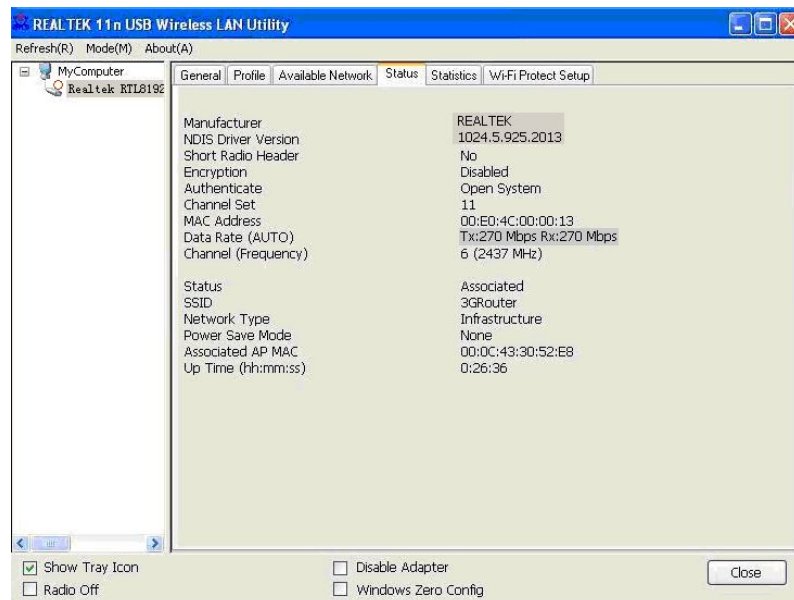 REALTEK 11n USB Wireless LAN Utility
Refresh(R) Mode(M) About(A)
MyComputer
Realtek RTL8192
General Profile Available Network Status Statistics Wi-Fi Protect Setup
Manufacturer REALTEK
NDIS Driver Version 1024.5.925.2013
Short Radio Header No
Encryption Disabled
Authenticate Open System
Channel Set 11
MAC Address 00:E0:4C:00:00:13
Data Rate (AUTO) Tx:270 Mbps Rx:270 Mbps
Channel (Frequency) 6 (2437 MHz)
Status Associated
SSID 3GRouter
Network Type Infrastructure
Power Save Mode None
Associated AP MAC 00:0C:43:30:52:E8
Up Time (hh:mm:ss) 0:26:36
Show Tray Icon Disable Adapter Close
Radio Off Windows Zero Config